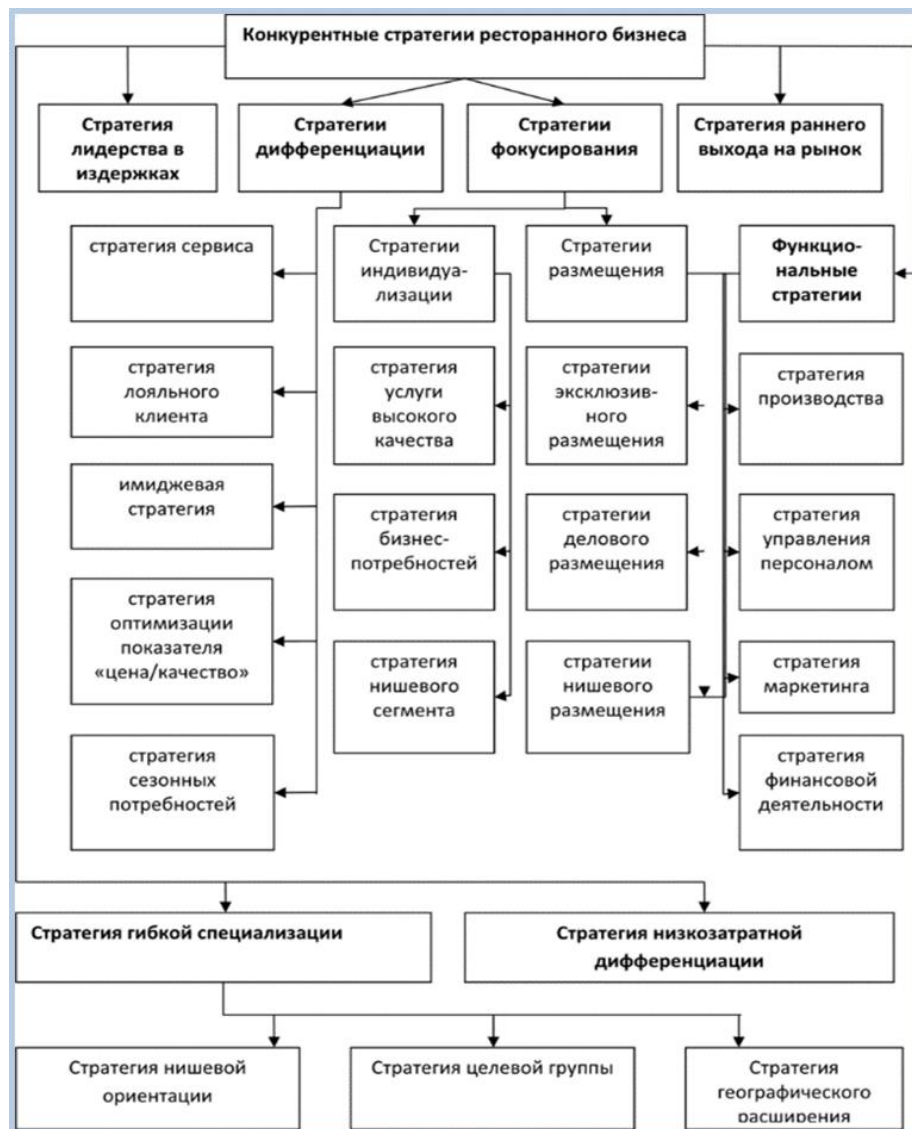 Конкурентные стратегии ресторанного бизнеса
Стратегия
лидерства в
издержках
Стратегии
дифференциации
Стратегии
фокусирования
Стратегия раннего
выхода на рынок
стратегия сервиса
Стратегии
индивидуа-
лизации
Стратегии
размещения
Функцио-
нальные
стратегии
стратегия
лояльного
клиента
стратегия
услуги
высокого
качества
стратегии
эксклюзив-
ного
размещения
стратегия
производства
имиджевая
стратегия
стратегия
бизнес-
потребностей
стратегии
делового
размещения
стратегия
управления
персоналом
стратегия
оптимизации
показателя
«цена/качество»
стратегия
нишевого
сегмента
стратегии
нишевого
размещения
стратегия
маркетинга
стратегия
сезонных
потребностей
стратегия
финансовой
деятельности
Стратегия гибкой специализации
Стратегия низкозатратной
дифференциации
Стратегия нишевой
ориентации
Стратегия целевой группы
Стратегия
географического
расширения